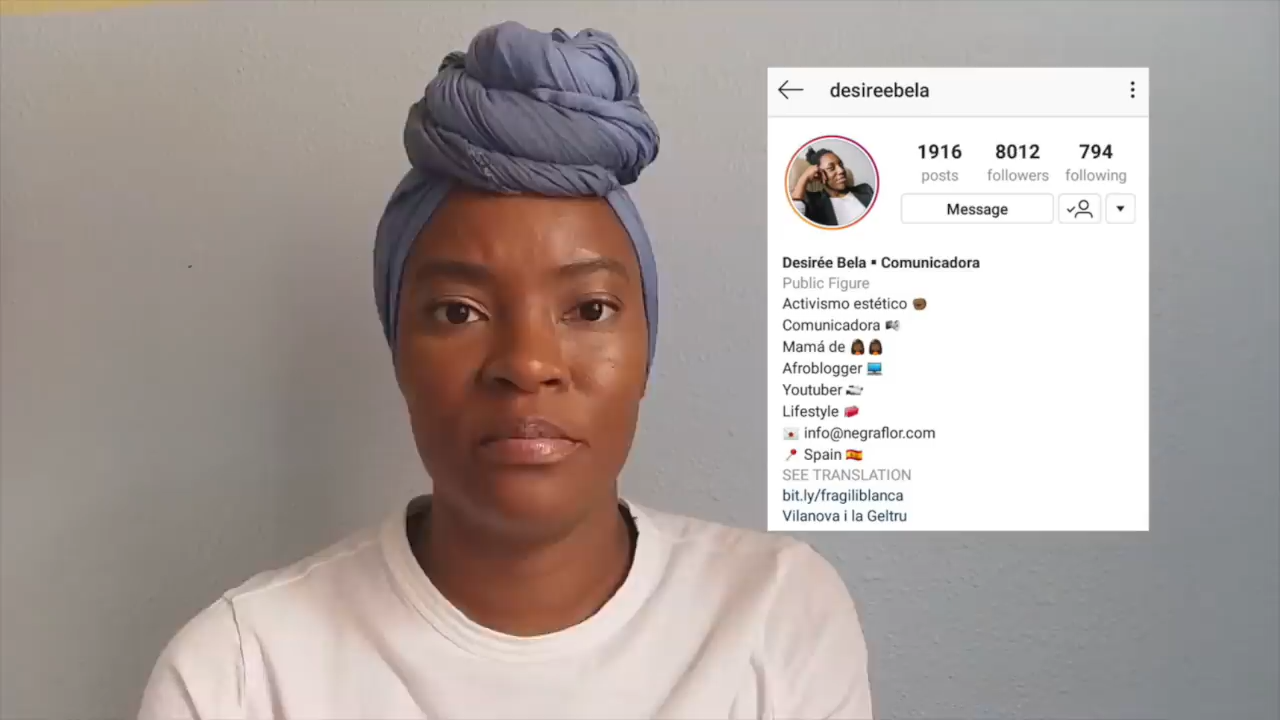 desireebela
1916 8012 794
posts followers following
Message
Desirée Bela ▪ Comunicadora
Public Figure
Activismo estético
Comunicadora
Mamá de
Afroblogger
Youtuber
Lifestyle
info@negraflor.com
Spain
SEE TRANSLATION
bit.ly/fragiliblanca
Vilanova i la Geltru